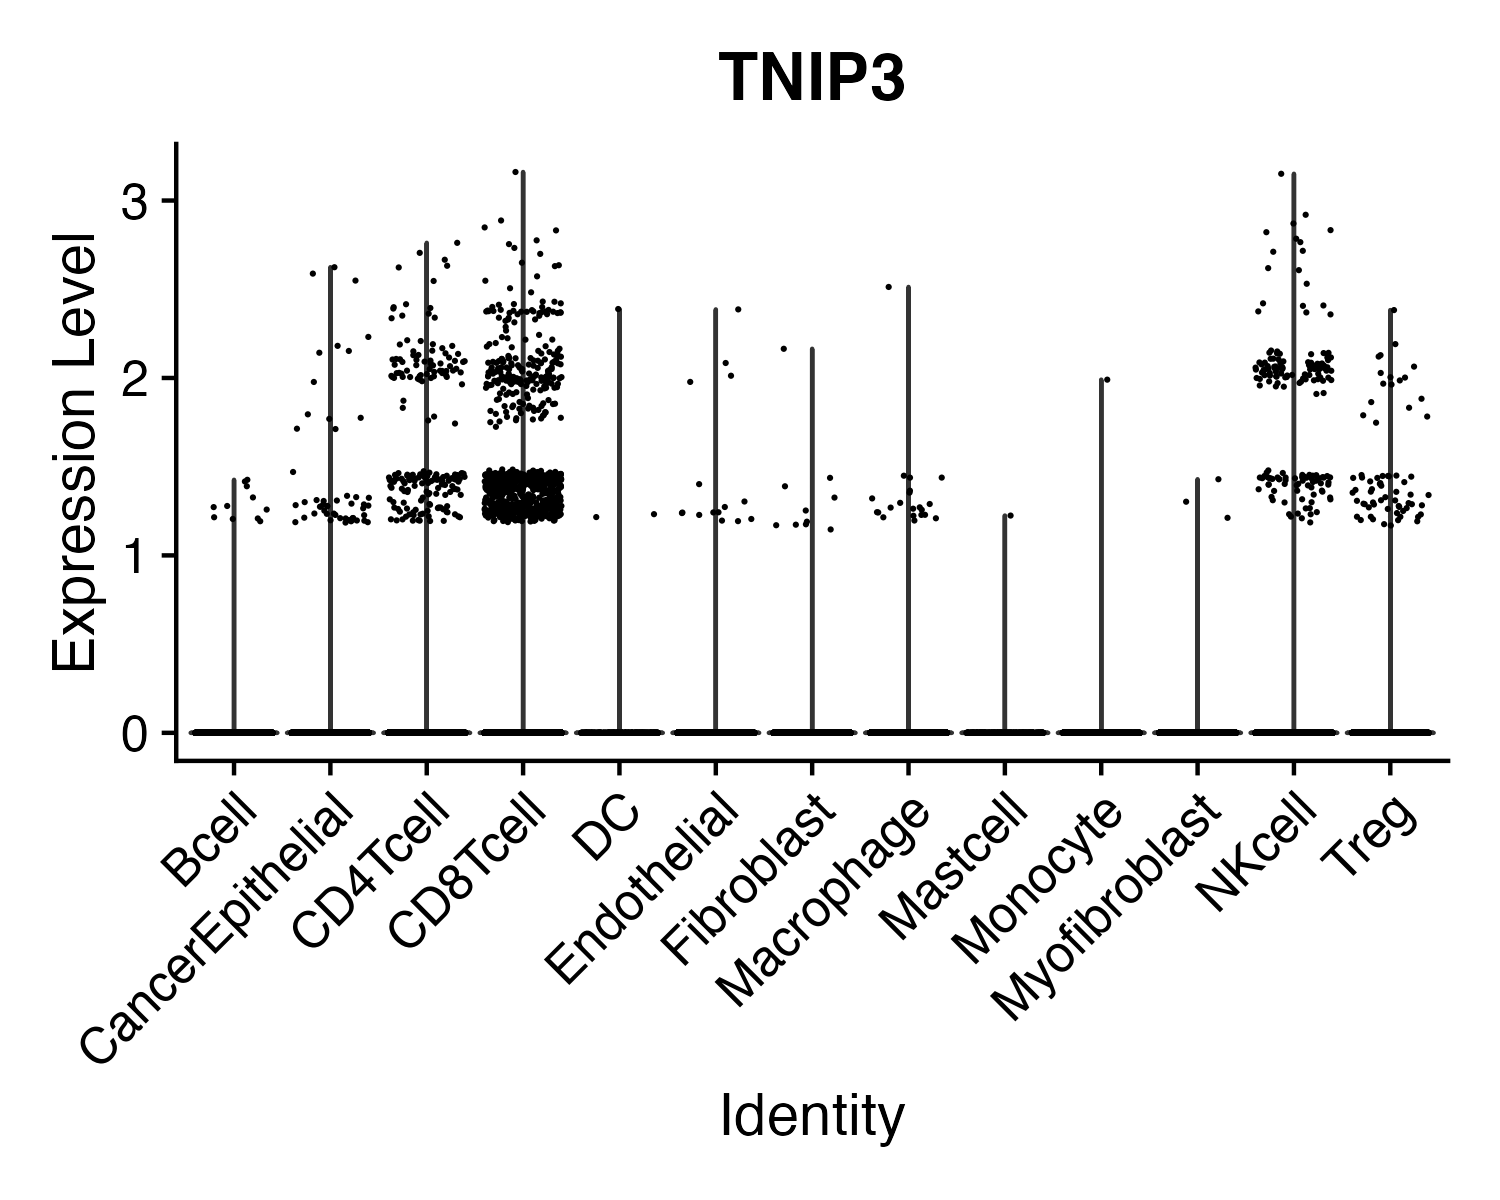 TNIP3
Expression Level
3
2
1
0
Bcell
CancerEpithelial
CD4Tcell
CD8Tcell
DC
Endothelial
Fibroblast
Macrophage
Mastcell
Monocyte
Myofibroblast
NKcell
Treg
Identity